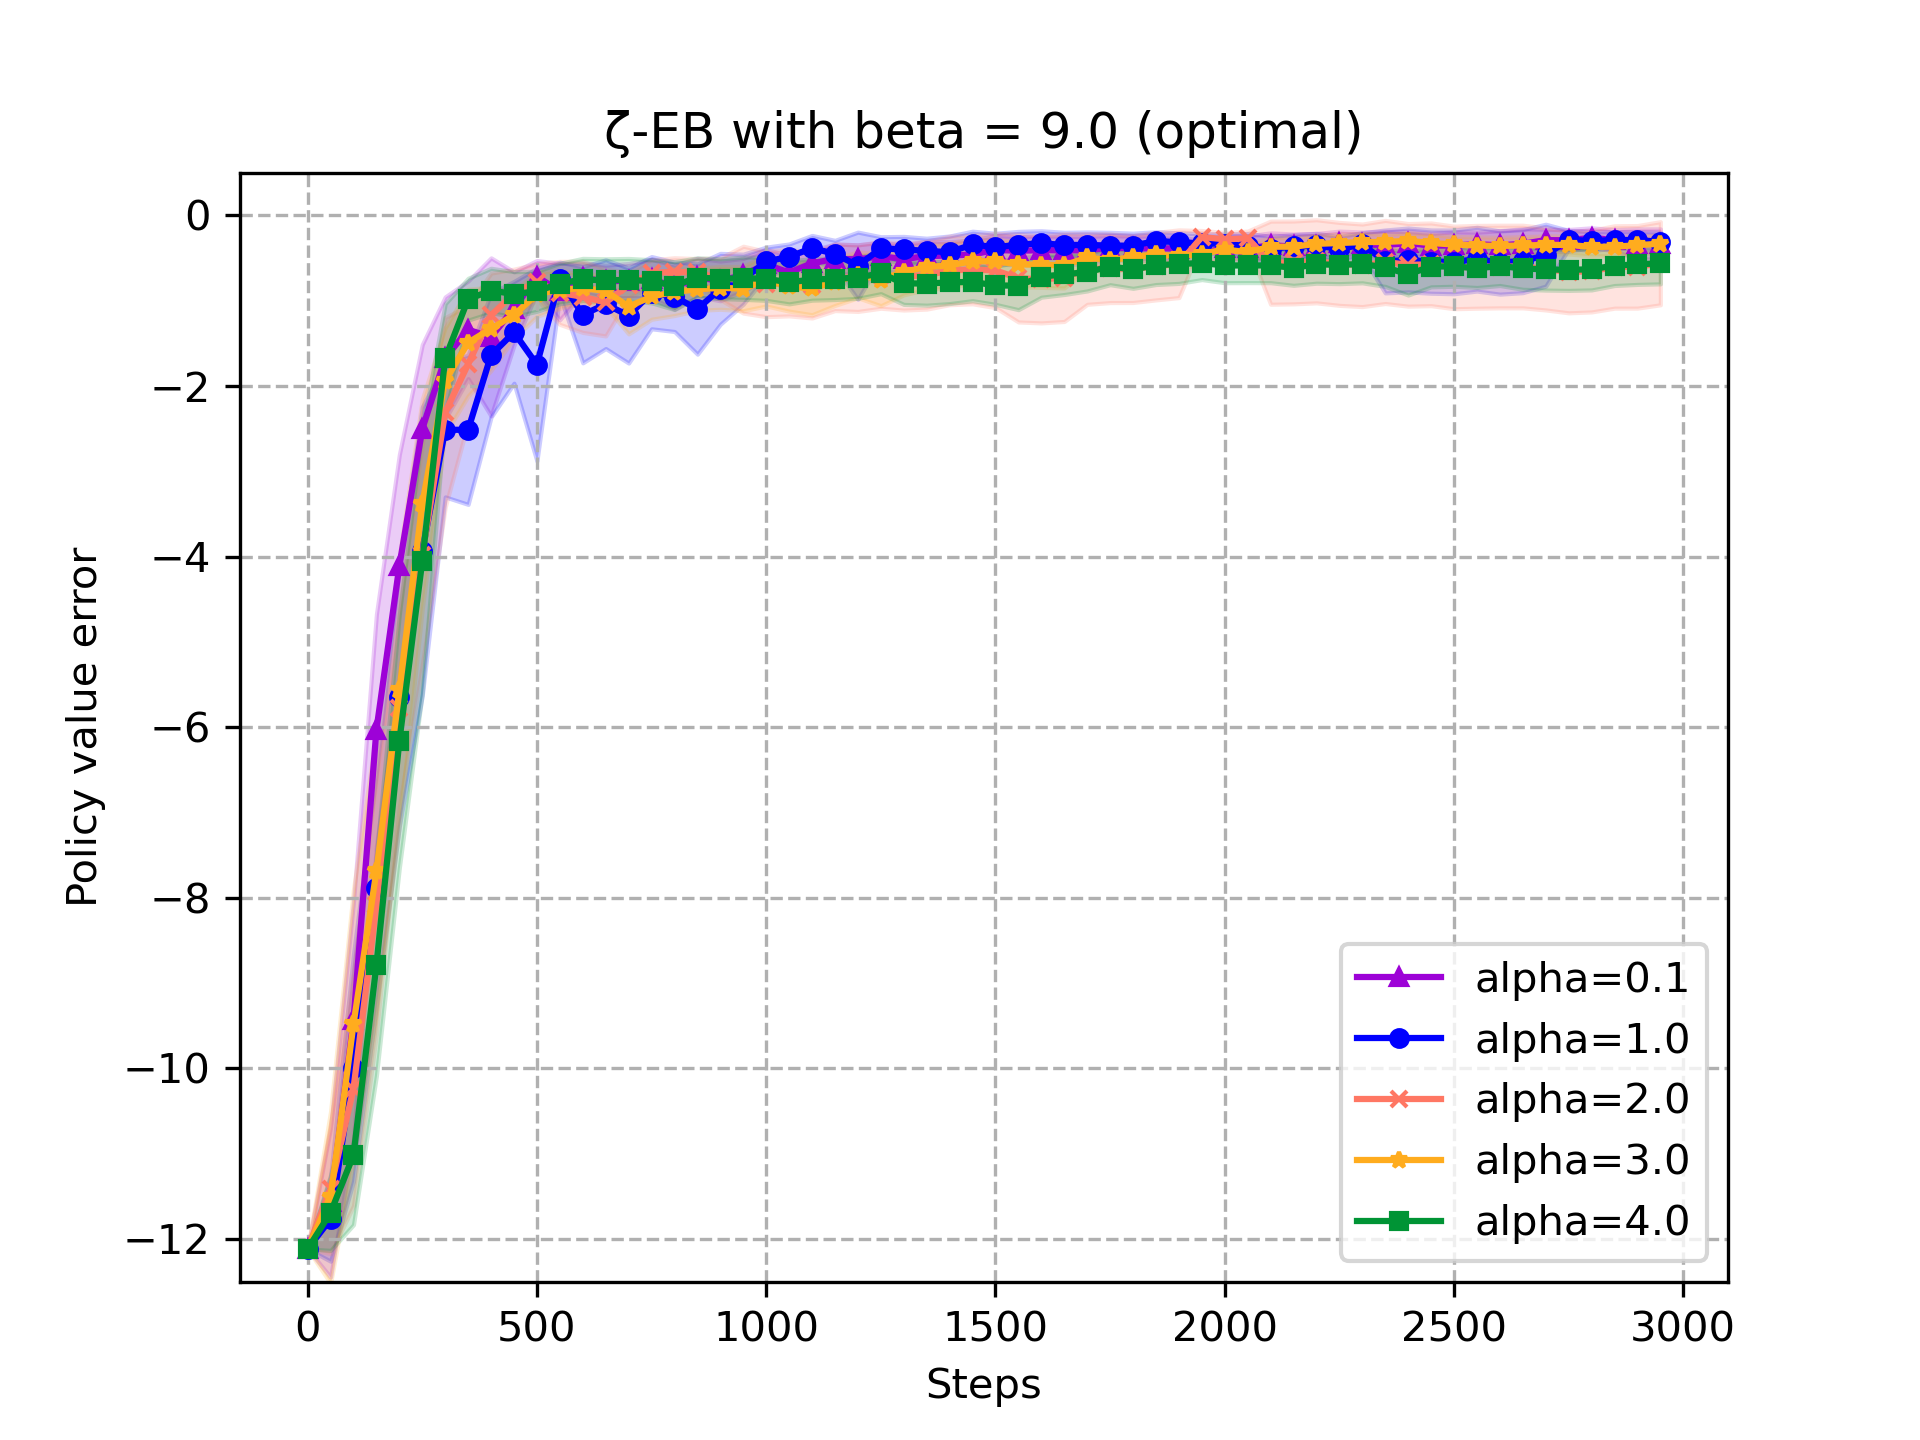 ζ-EB with beta = 9.0 (optimal)
0
−2
−4
−6
−8
−10
−12
Policy value error
0
500
1000
1500
2000
2500
3000
Steps
alpha=0.1
alpha=1.0
alpha=2.0
alpha=3.0
alpha=4.0